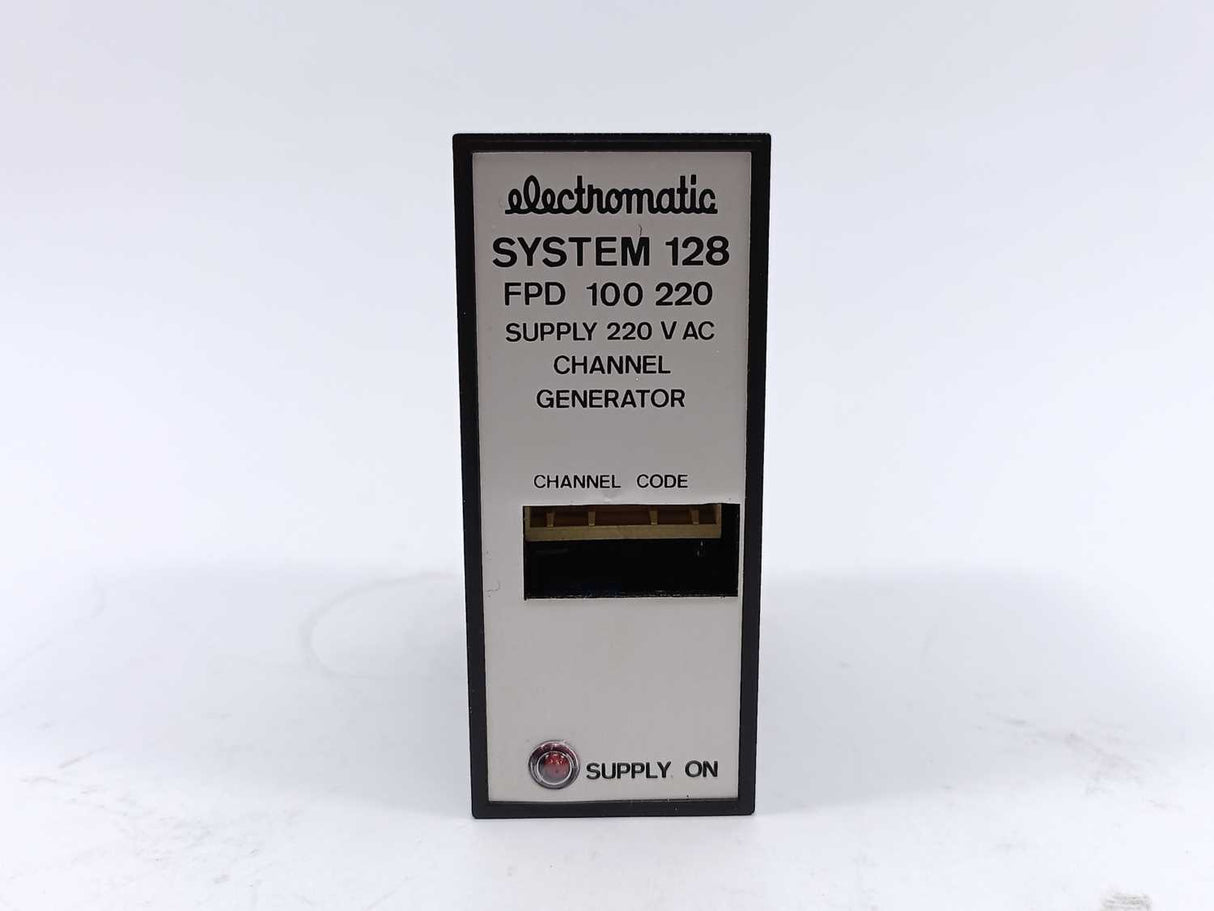 electromatic
SYSTEM 128
FPD 100 220
SUPPLY 220 V AC
CHANNEL
GENERATOR
CHANNEL CODE
SUPPLY ON